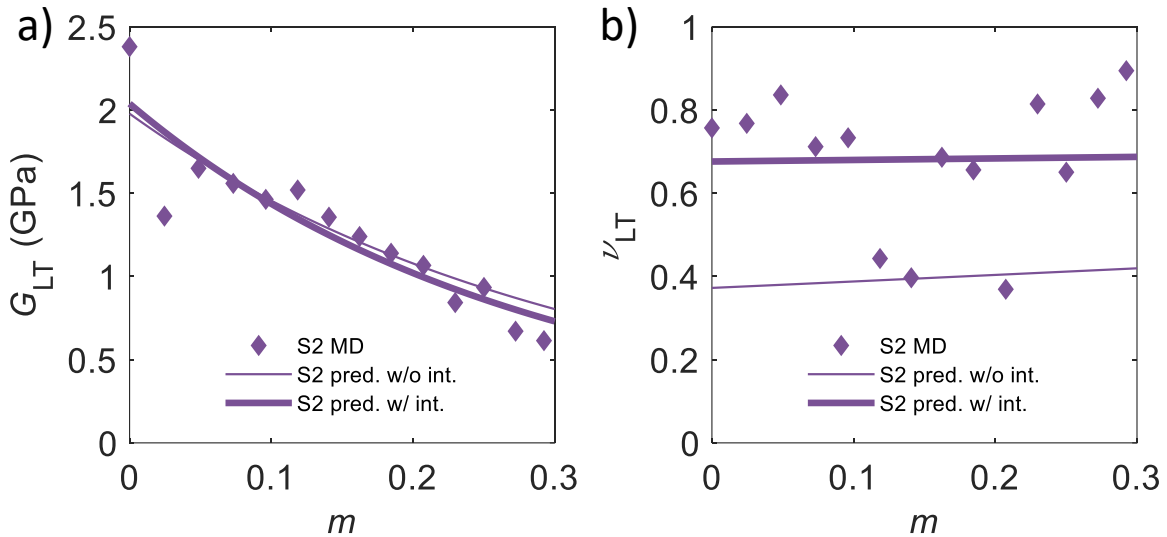 a)
2.5
2
1.5
1
0.5
0
G_LT (GPa)
S2 MD
S2 pred. w/o int.
S2 pred. w/ int.
0 0.1 0.2 0.3
m
b)
1
0.8
0.6
0.4
0.2
0
ν_LT
S2 MD
S2 pred. w/o int.
S2 pred. w/ int.
0 0.1 0.2 0.3
m